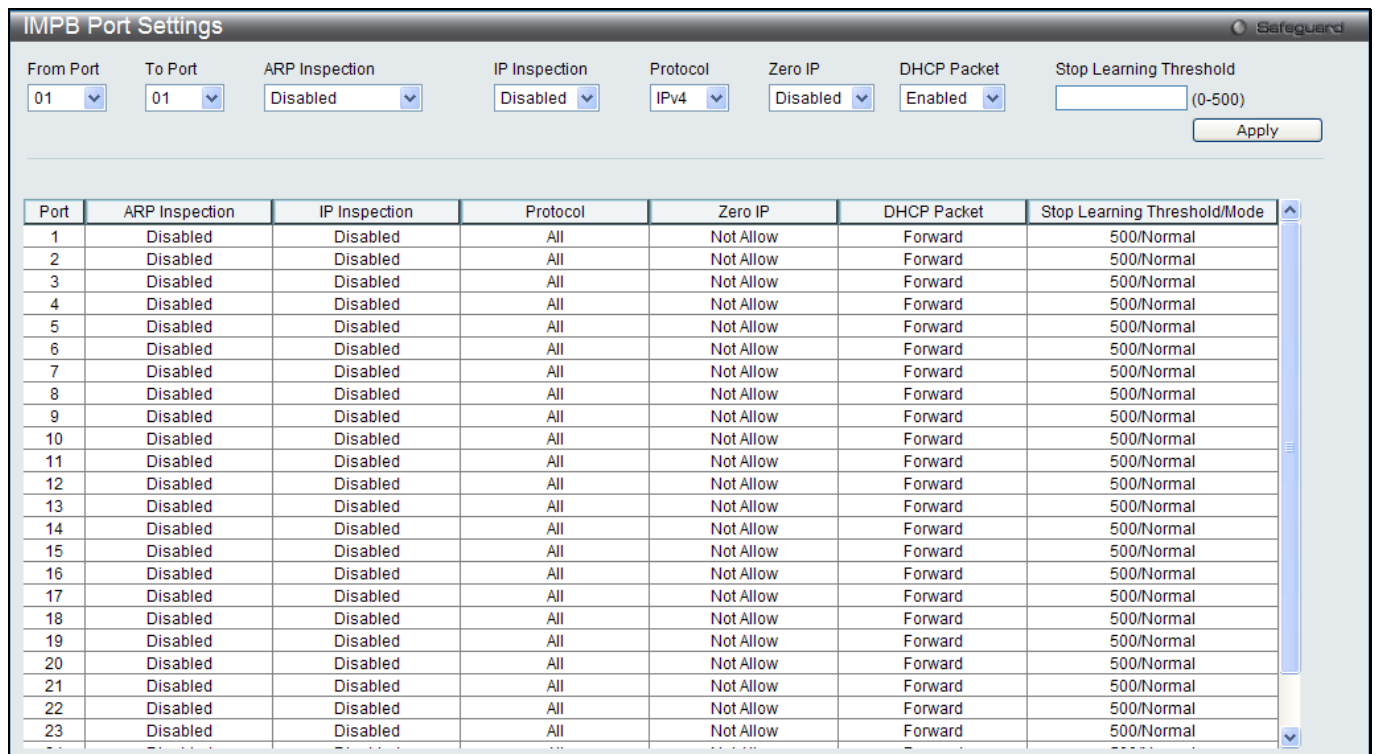 IMPB Port Settings
Safeguard
From Port To Port ARP Inspection IP Inspection Protocol Zero IP DHCP Packet Stop Learning Threshold
01 01 Disabled Disabled IPv4 Disabled Enabled (0-500)
Apply
Port ARP Inspection IP Inspection Protocol Zero IP DHCP Packet Stop Learning Threshold/Mode
1 Disabled Disabled All Not Allow Forward 500/Normal
2 Disabled Disabled All Not Allow Forward 500/Normal
3 Disabled Disabled All Not Allow Forward 500/Normal
4 Disabled Disabled All Not Allow Forward 500/Normal
5 Disabled Disabled All Not Allow Forward 500/Normal
6 Disabled Disabled All Not Allow Forward 500/Normal
7 Disabled Disabled All Not Allow Forward 500/Normal
8 Disabled Disabled All Not Allow Forward 500/Normal
9 Disabled Disabled All Not Allow Forward 500/Normal
10 Disabled Disabled All Not Allow Forward 500/Normal
11 Disabled Disabled All Not Allow Forward 500/Normal
12 Disabled Disabled All Not Allow Forward 500/Normal
13 Disabled Disabled All Not Allow Forward 500/Normal
14 Disabled Disabled All Not Allow Forward 500/Normal
15 Disabled Disabled All Not Allow Forward 500/Normal
16 Disabled Disabled All Not Allow Forward 500/Normal
17 Disabled Disabled All Not Allow Forward 500/Normal
18 Disabled Disabled All Not Allow Forward 500/Normal
19 Disabled Disabled All Not Allow Forward 500/Normal
20 Disabled Disabled All Not Allow Forward 500/Normal
21 Disabled Disabled All Not Allow Forward 500/Normal
22 Disabled Disabled All Not Allow Forward 500/Normal
23 Disabled Disabled All Not Allow Forward 500/Normal